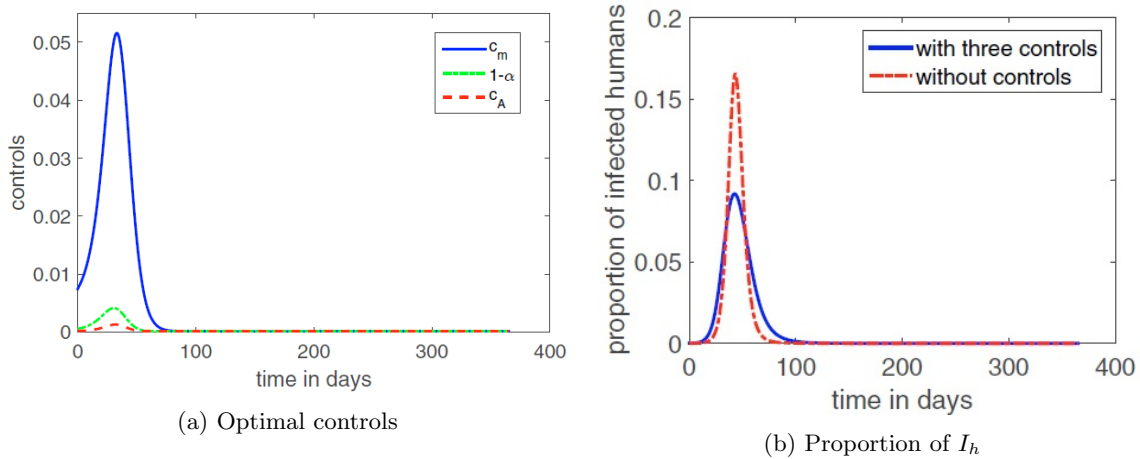 0.05
0.04
0.03
0.02
0.01
0
controls
c_m
1-α
c_A
0 100 200 300 400
time in days
(a) Optimal controls
0.2
0.15
0.1
0.05
0
proportion of infected humans
with three controls
without controls
0 100 200 300 400
time in days
(b) Proportion of I_h